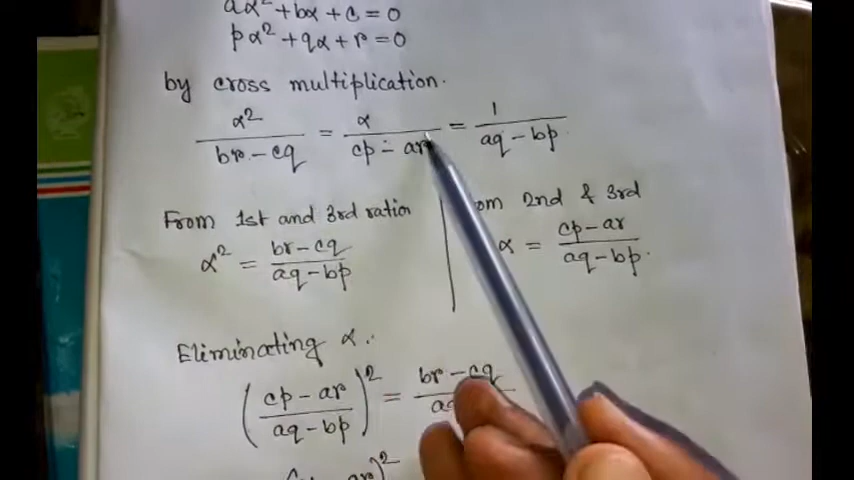 aα² + bα + c = 0
pα² + qα + r = 0
by cross multiplication.
α²/(br - cq) = α/(cp - ar) = 1/(aq - bp)
From 1st and 3rd ration
2nd & 3rd
α² = (br - cq)/(aq - bp)
α = (cp - ar)/(aq - bp).
Eliminating α.
((cp - ar)/(aq - bp))² = br - cq